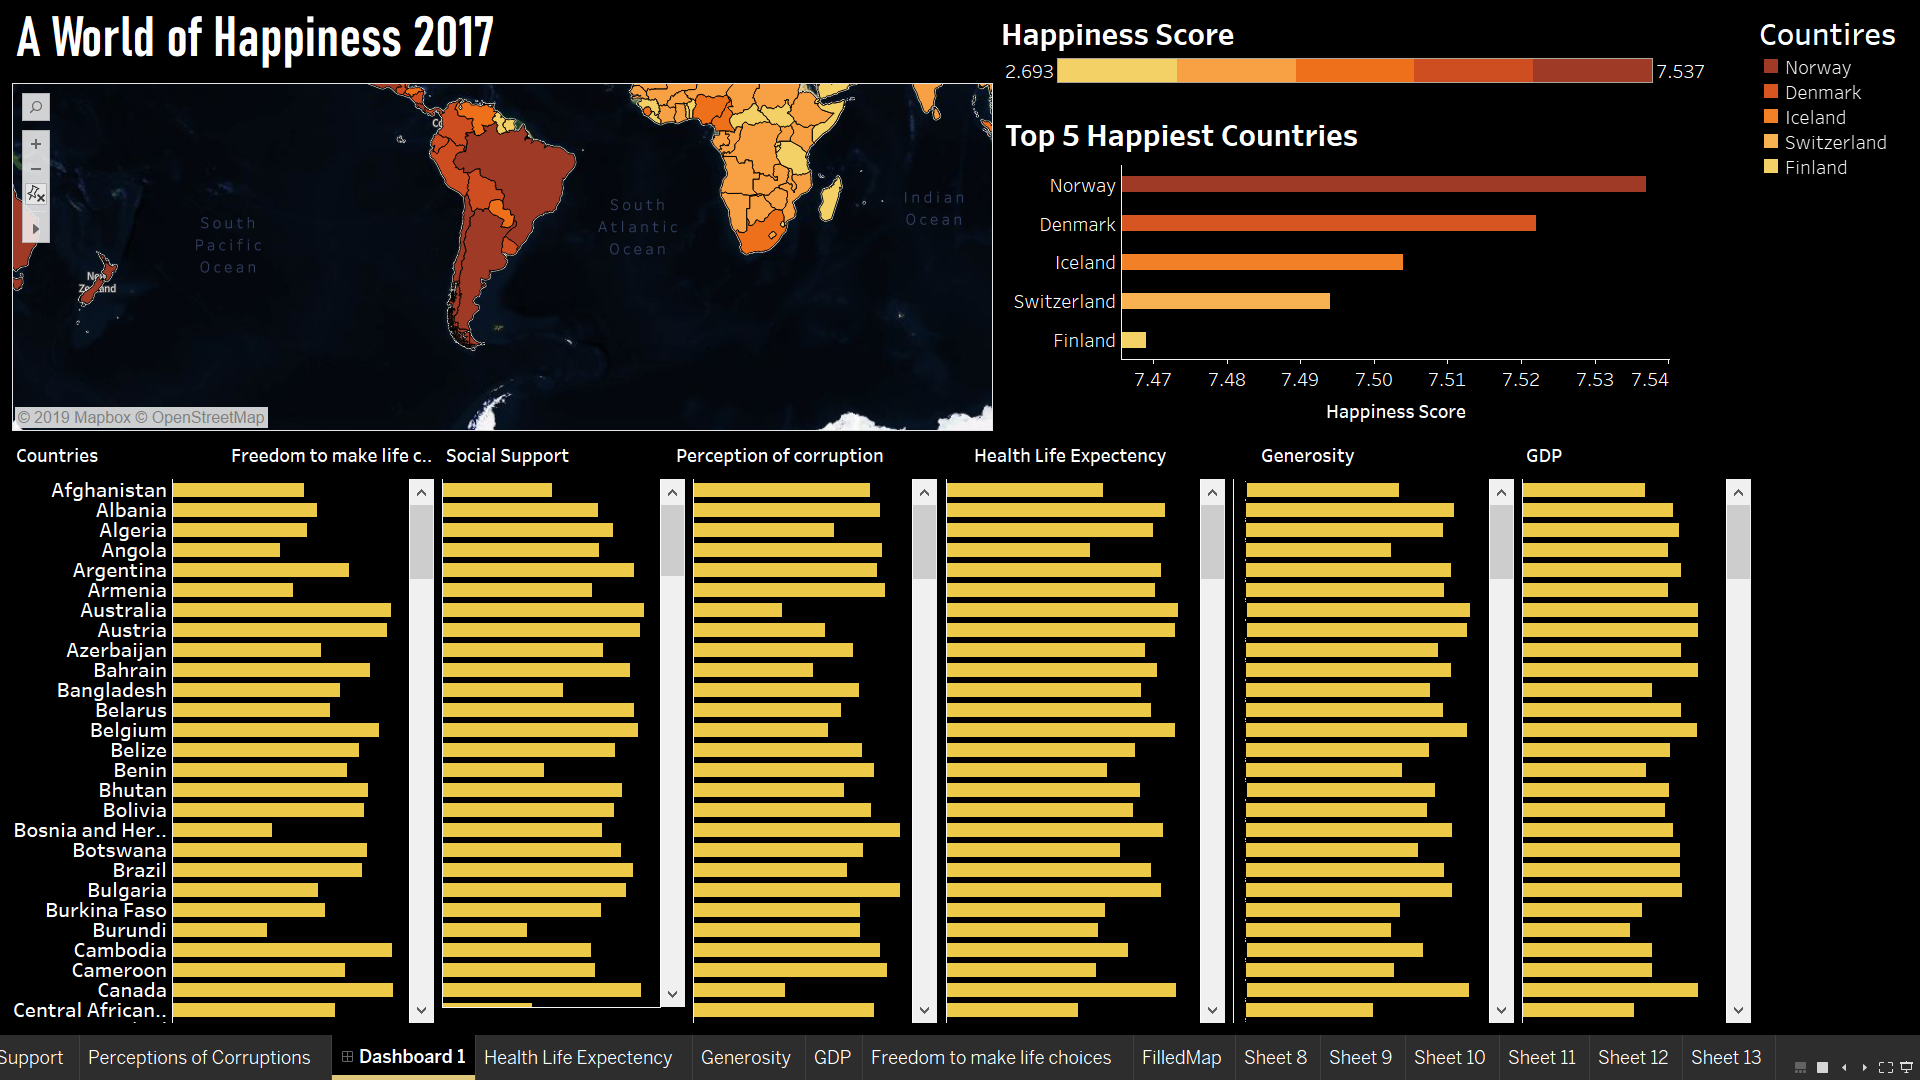 A World of Happiness 2017
Happiness Score
2.693
7.537
Countires
Norway
Denmark
Iceland
Switzerland
Finland
South
Pacific
Ocean
South
Atlantic
Ocean
Indian
Ocean
© 2019 Mapbox © OpenStreetMap
Top 5 Happiest Countries
Norway
Denmark
Iceland
Switzerland
Finland
7.47 7.48 7.49 7.50 7.51 7.52 7.53 7.54
Happiness Score
Countries Freedom to make life c.. Social Support Perception of corruption Health Life Expectency Generosity GDP
Afghanistan
Albania
Algeria
Angola
Argentina
Armenia
Australia
Austria
Azerbaijan
Bahrain
Bangladesh
Belarus
Belgium
Belize
Benin
Bhutan
Bolivia
Bosnia and Her..
Botswana
Brazil
Bulgaria
Burkina Faso
Burundi
Cambodia
Cameroon
Canada
Central African..
Support Perceptions of Corruptions Dashboard 1 Health Life Expectency Generosity GDP Freedom to make life choices FilledMap Sheet 8 Sheet 9 Sheet 10 Sheet 11 Sheet 12 Sheet 13